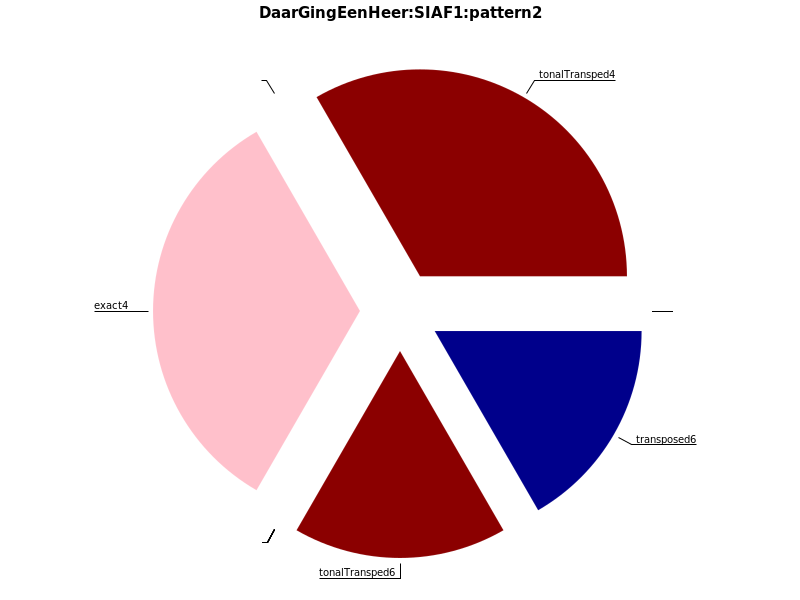 DaarGingEenHeer:SIAF1:pattern2
tonalTransped4
exact4
transposed6
tonalTransped6